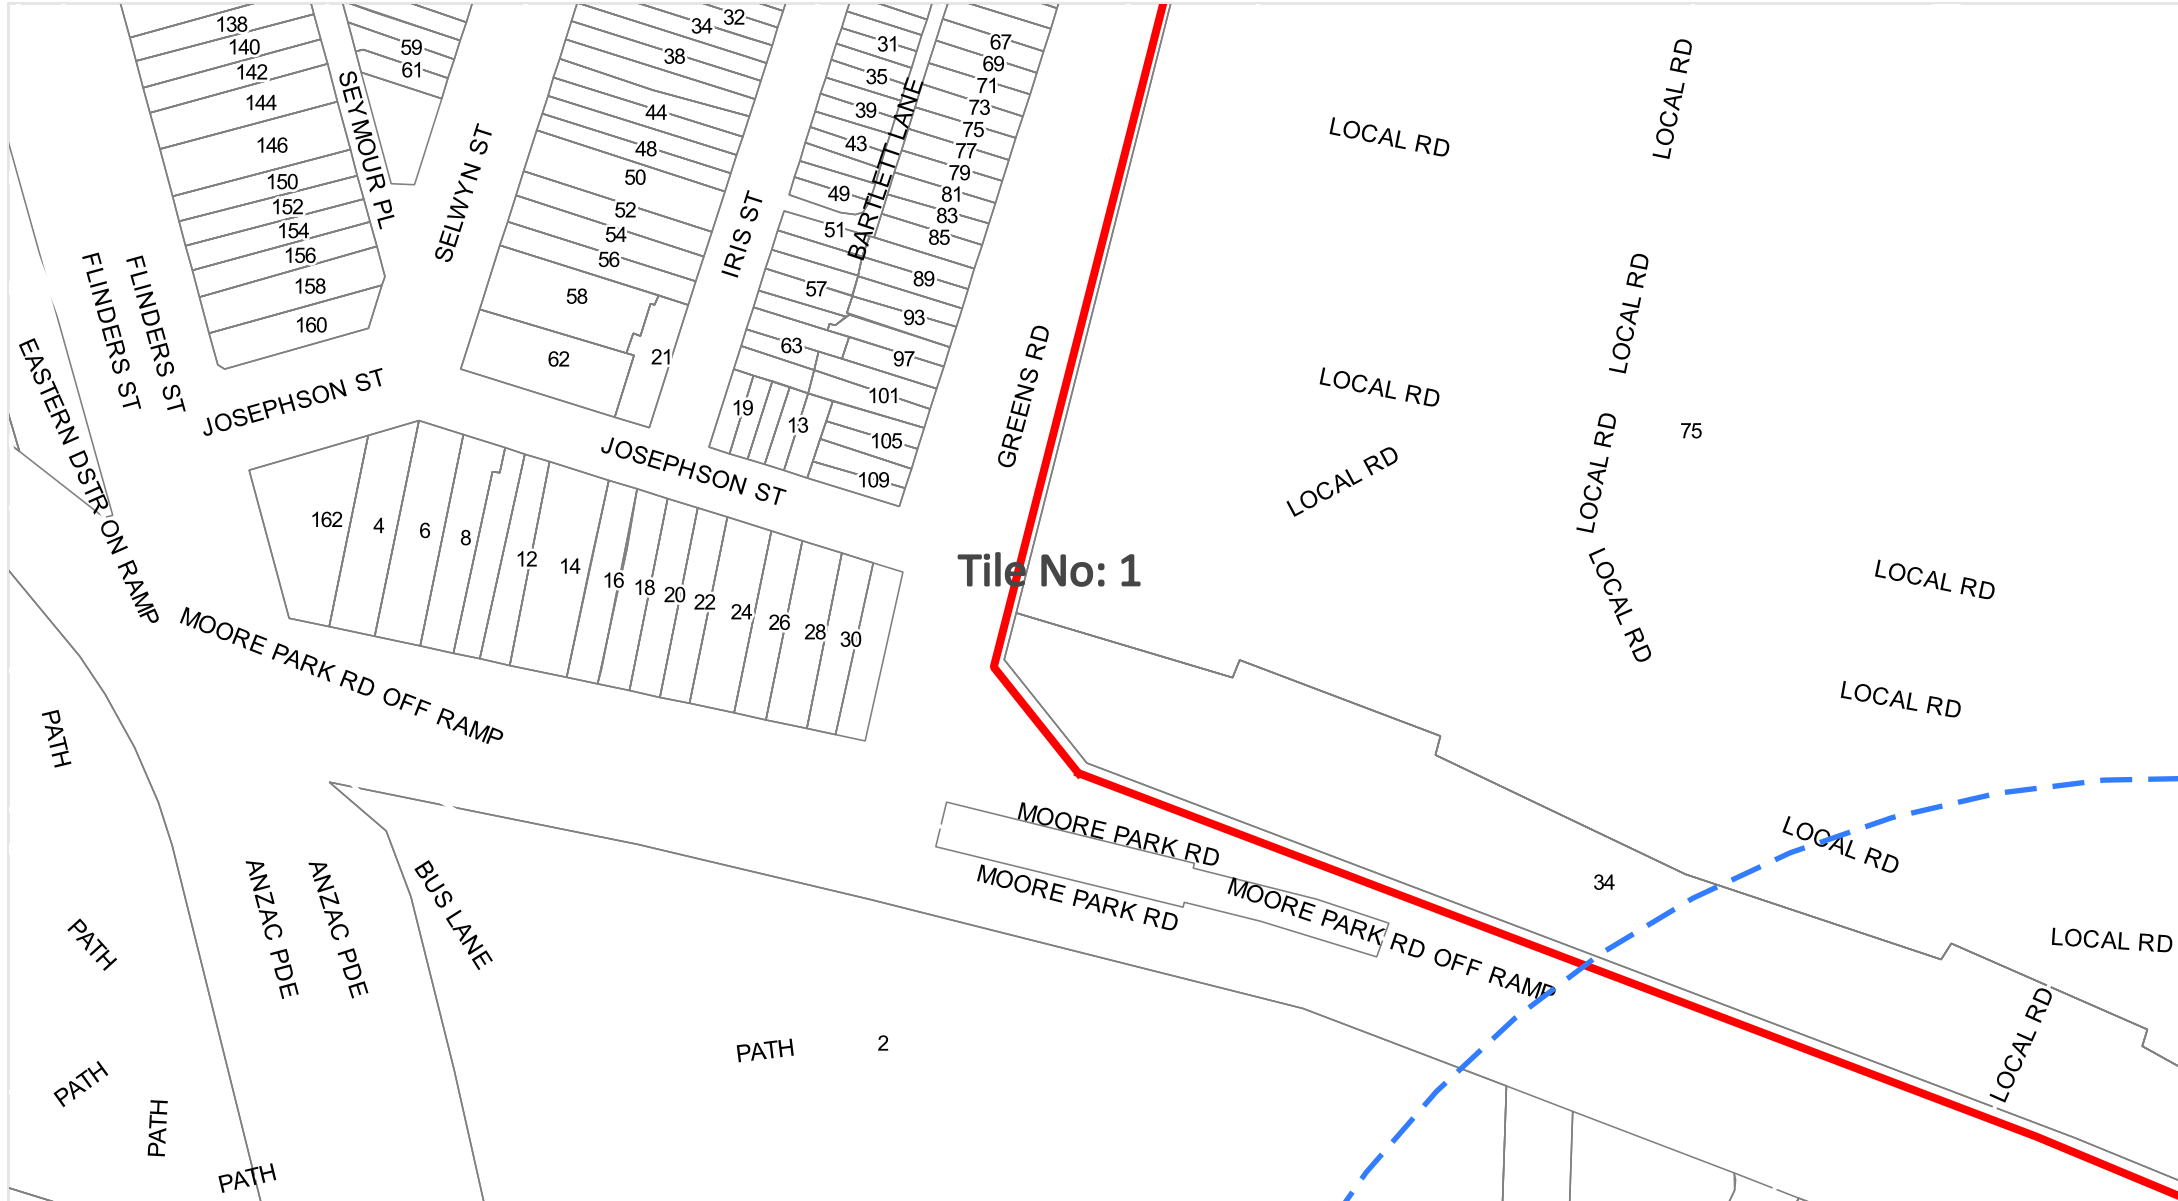 138
140
142
144
146
150
152
154
156
158
160
59
61
SEYMOUR PL
SELWYN ST
32
34
38
44
48
50
52
54
56
58
62
21
IRIS ST
31
35
39
43
49
51
57
63
19
13
BARTLETT LANE
67
69
71
73
75
77
79
81
83
85
89
93
97
101
105
109
GREENS RD
FLINDERS ST
FLINDERS ST
EASTERN DSTR ON RAMP
JOSEPHSON ST
JOSEPHSON ST
162
4
6
8
12
14
16
18
20
22
24
26
28
30
Tile No: 1
MOORE PARK RD OFF RAMP
LOCAL RD
LOCAL RD
LOCAL RD
LOCAL RD
LOCAL RD
LOCAL RD
75
LOCAL RD
LOCAL RD
LOCAL RD
LOCAL RD
LOCAL RD
34
LOCAL RD
MOORE PARK RD
MOORE PARK RD
MOORE PARK RD OFF RAMP
LOCAL RD
PATH
PATH
PATH
PATH
PATH
ANZAC PDE
ANZAC PDE
BUS LANE
PATH
2